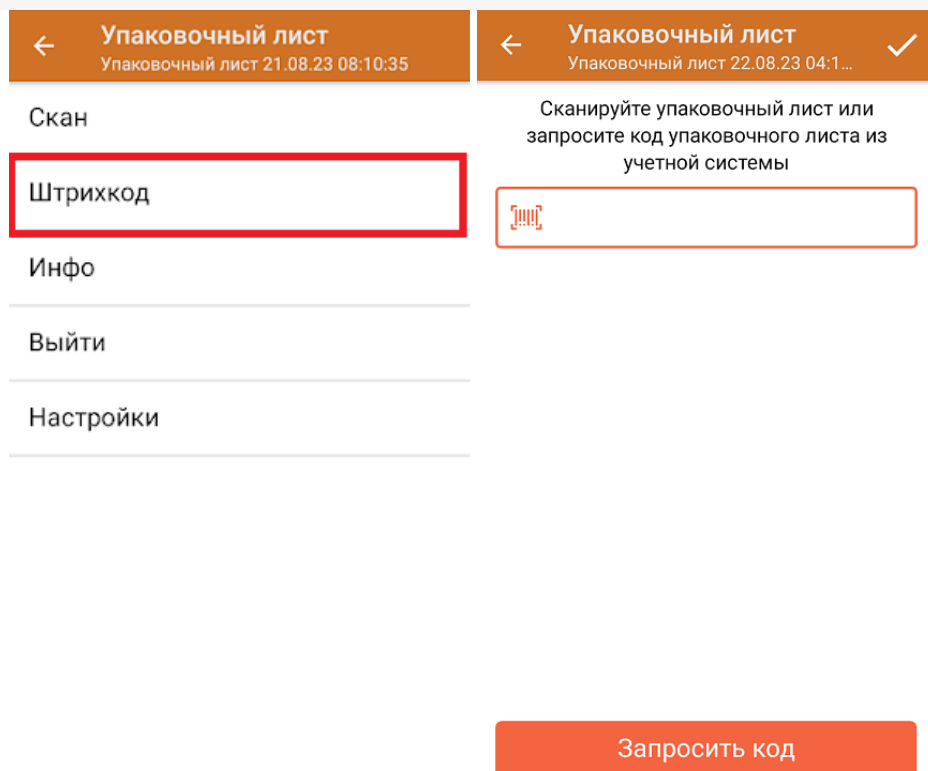 Упаковочный лист
Упаковочный лист 21.08.23 08:10:35
Скан
Штрихкод
Инфо
Выйти
Настройки
Упаковочный лист
Упаковочный лист 22.08.23 04:1...
Сканируйте упаковочный лист или
запросите код упаковочного листа из
учетной системы
Запросить код